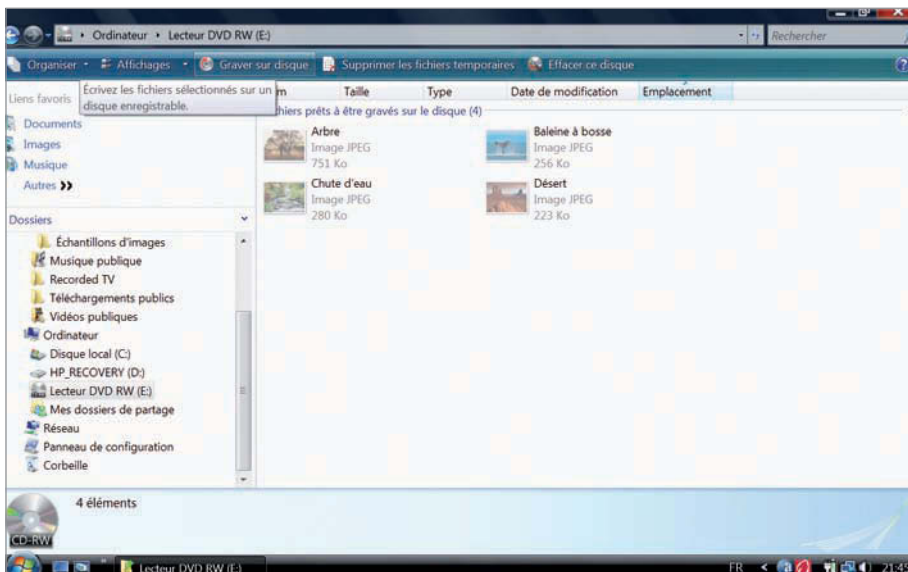 Ordinateur Lecteur DVD RW (E:) Rechercher
Organiser Affichages Graver sur disque Supprimer les fichiers temporaires Effacer ce disque
Écrivez les fichiers sélectionnés sur un
disque enregistrable.
Liens favoris
Documents
Images
Musique
Autres
m Taille Type Date de modification Emplacement
hiers prêts à être gravés sur le disque (4)
Arbre
Image JPEG
751 Ko
Baleine à bosse
Image JPEG
256 Ko
Chute d'eau
Image JPEG
280 Ko
Désert
Image JPEG
223 Ko
Dossiers
Échantillons d'images
Musique publique
Recorded TV
Téléchargements publics
Vidéos publiques
Ordinateur
Disque local (C:)
HP_RECOVERY (D:)
Lecteur DVD RW (E:)
Mes dossiers de partage
Réseau
Panneau de configuration
Corbeille
4 éléments
CD-RW
Lecteur DVD RW (E:) FR 21:45